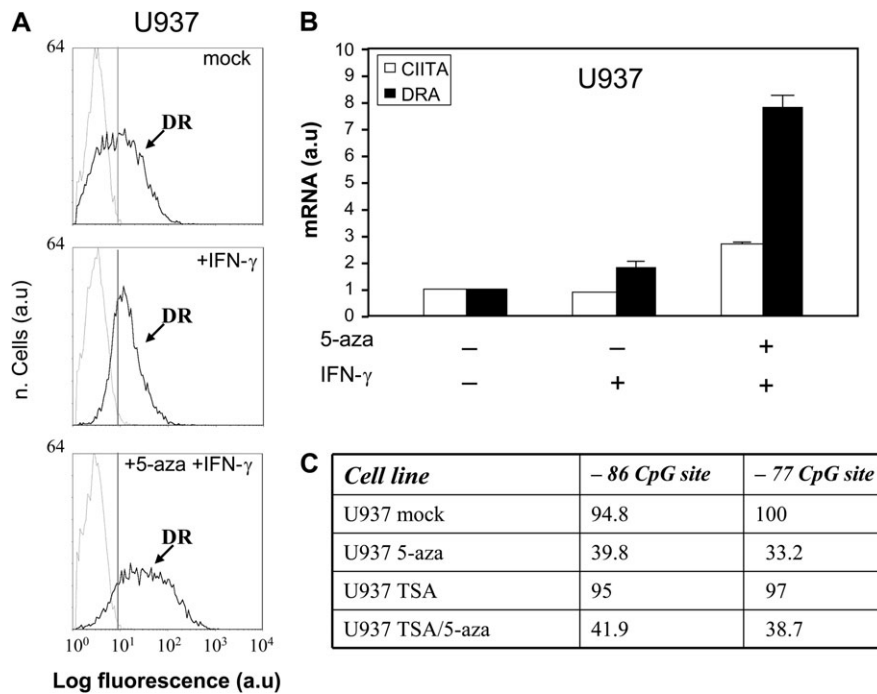 A
U937
64
mock
DR
64
+IFN-γ
DR
64
+5-aza +IFN-γ
DR
n. Cells (a.u)
10⁰ 10¹ 10² 10³ 10⁴
Log fluorescence (a.u)
B
U937
CIITA
DRA
mRNA (a.u)
10
9
8
7
6
5
4
3
2
1
0
5-aza – – +
IFN-γ – + +
C
Cell line – 86 CpG site – 77 CpG site
U937 mock 94.8 100
U937 5-aza 39.8 33.2
U937 TSA 95 97
U937 TSA/5-aza 41.9 38.7